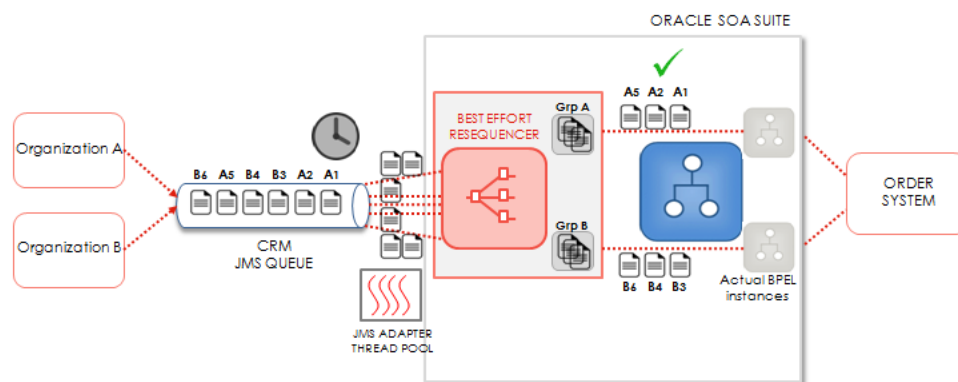 ORACLE SOA SUITE
Organization A
Organization B
B6 A5 B4 B3 A2 A1
CRM
JMS QUEUE
JMS ADAPTER
THREAD POOL
BEST EFFORT
RESEQUENCER
Grp A
Grp B
A5 A2 A1
B6 B4 B3
Actual BPEL
instances
ORDER
SYSTEM